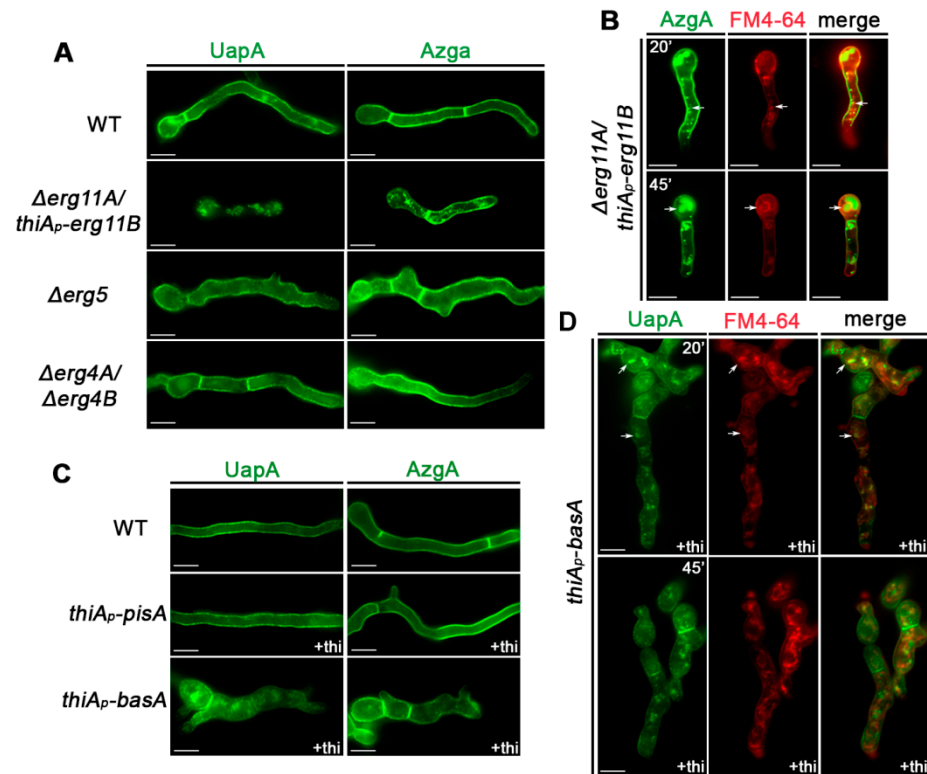 A
UapA Azga
WT
Δerg11A/
thiAp-erg11B
Δerg5
Δerg4A/
Δerg4B
B
AzgA FM4-64 merge
20'
45'
Δerg11A/
thiAp-erg11B
C
UapA AzgA
WT
thiAp-pisA
+thi +thi
thiAp-basA
+thi +thi
D
UapA FM4-64 merge
20'
+thi +thi +thi
45'
+thi +thi +thi
thiAp-basA